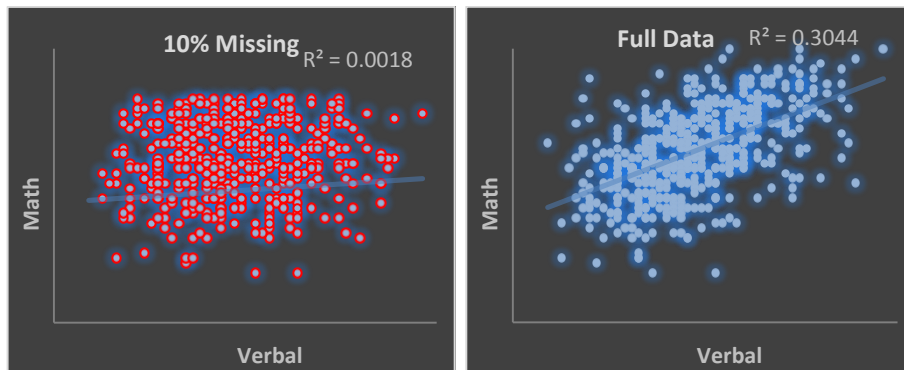 10% Missing
R² = 0.0018
Math
Verbal
Full Data
R² = 0.3044
Math
Verbal